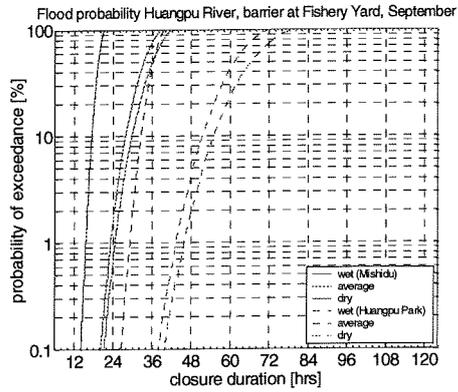 Flood probability Huangpu River, barrier at Fishery Yard, September
probability of exceedance [%]
100
10
1
0.1
12 24 36 48 60 72 84 96 108 120
closure duration [hrs]
wet (Mishidu)
average
dry
wet (Huangpu Park)
average
dry